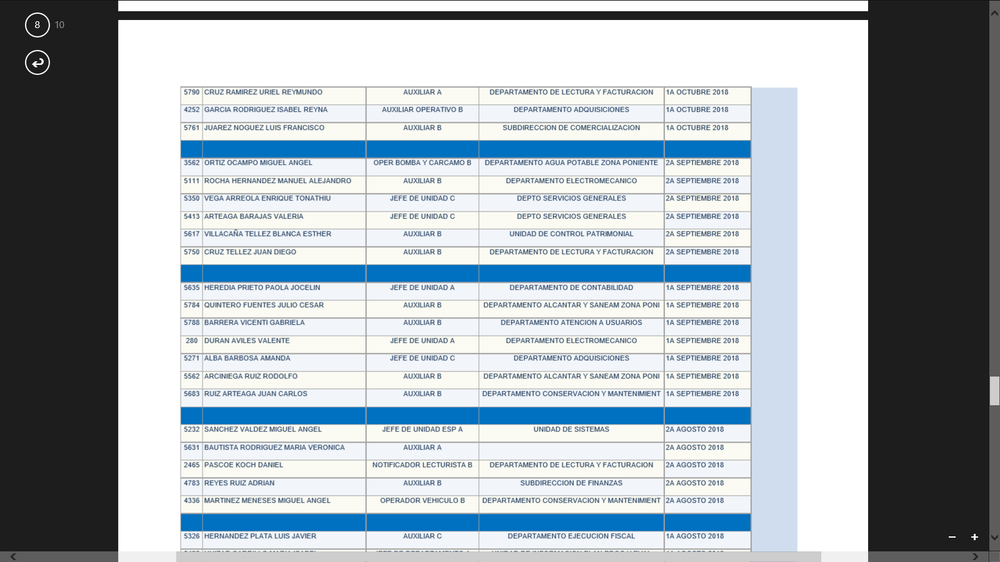 8 10
5790 CRUZ RAMIREZ URIEL REYMUNDO AUXILIAR A DEPARTAMENTO DE LECTURA Y FACTURACION 1A OCTUBRE 2018
4252 GARCIA RODRIGUEZ ISABEL REYNA AUXILIAR OPERATIVO B DEPARTAMENTO ADQUISICIONES 1A OCTUBRE 2018
5761 JUAREZ NOGUEZ LUIS FRANCISCO AUXILIAR B SUBDIRECCION DE COMERCIALIZACION 1A OCTUBRE 2018
3562 ORTIZ OCAMPO MIGUEL ANGEL OPER BOMBA Y CARCAMO B DEPARTAMENTO AGUA POTABLE ZONA PONIENTE 2A SEPTIEMBRE 2018
5111 ROCHA HERNANDEZ MANUEL ALEJANDRO AUXILIAR B DEPARTAMENTO ELECTROMECANICO 2A SEPTIEMBRE 2018
5350 VEGA ARREOLA ENRIQUE TONATHIU JEFE DE UNIDAD C DEPTO SERVICIOS GENERALES 2A SEPTIEMBRE 2018
5413 ARTEAGA BARAJAS VALERIA JEFE DE UNIDAD C DEPTO SERVICIOS GENERALES 2A SEPTIEMBRE 2018
5617 VILLACAÑA TELLEZ BLANCA ESTHER AUXILIAR B UNIDAD DE CONTROL PATRIMONIAL 2A SEPTIEMBRE 2018
5750 CRUZ TELLEZ JUAN DIEGO AUXILIAR B DEPARTAMENTO DE LECTURA Y FACTURACION 2A SEPTIEMBRE 2018
5635 HEREDIA PRIETO PAOLA JOCELIN JEFE DE UNIDAD A DEPARTAMENTO DE CONTABILIDAD 1A SEPTIEMBRE 2018
5784 QUINTERO FUENTES JULIO CESAR AUXILIAR B DEPARTAMENTO ALCANTAR Y SANEAM ZONA PONI 1A SEPTIEMBRE 2018
5788 BARRERA VICENTI GABRIELA AUXILIAR B DEPARTAMENTO ATENCION A USUARIOS 1A SEPTIEMBRE 2018
280 DURAN AVILES VALENTE JEFE DE UNIDAD A DEPARTAMENTO ELECTROMECANICO 1A SEPTIEMBRE 2018
5271 ALBA BARBOSA AMANDA JEFE DE UNIDAD C DEPARTAMENTO ADQUISICIONES 1A SEPTIEMBRE 2018
5562 ARCINIEGA RUIZ RODOLFO AUXILIAR B DEPARTAMENTO ALCANTAR Y SANEAM ZONA PONI 1A SEPTIEMBRE 2018
5683 RUIZ ARTEAGA JUAN CARLOS AUXILIAR B DEPARTAMENTO CONSERVACION Y MANTENIMIENT 1A SEPTIEMBRE 2018
5232 SANCHEZ VALDEZ MIGUEL ANGEL JEFE DE UNIDAD ESP A UNIDAD DE SISTEMAS 2A AGOSTO 2018
5631 BAUTISTA RODRIGUEZ MARIA VERONICA AUXILIAR A 2A AGOSTO 2018
2465 PASCOE KOCH DANIEL NOTIFICADOR LECTURISTA B DEPARTAMENTO DE LECTURA Y FACTURACION 2A AGOSTO 2018
4783 REYES RUIZ ADRIAN AUXILIAR B SUBDIRECCION DE FINANZAS 2A AGOSTO 2018
4336 MARTINEZ MENESES MIGUEL ANGEL OPERADOR VEHICULO B DEPARTAMENTO CONSERVACION Y MANTENIMIENT 2A AGOSTO 2018
5326 HERNANDEZ PLATA LUIS JAVIER AUXILIAR C DEPARTAMENTO EJECUCION FISCAL 1A AGOSTO 2018